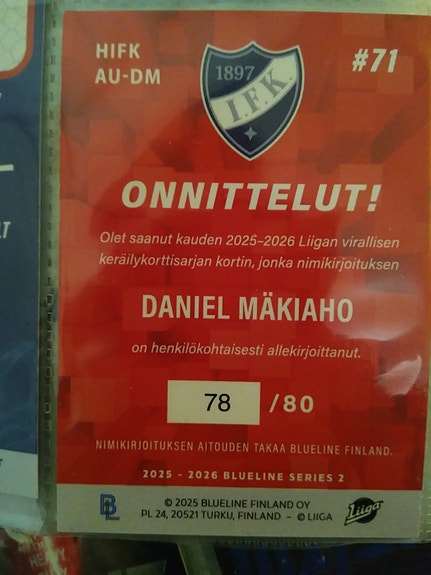 HIFK
AU-DM
#71
1897
I.F.K.
ONNITTELUT!
Olet saanut kauden 2025–2026 Liigan virallisen
keräilykorttisarjan kortin, jonka nimikirjoituksen
DANIEL MÄKIAHO
on henkilökohtaisesti allekirjoittanut.
78 /80
NIMIKIRJOITUKSEN AITOUDEN TAKAA BLUELINE FINLAND.
2025 - 2026 BLUELINE SERIES 2
BL
© 2025 BLUELINE FINLAND OY
PL 24, 20521 TURKU, FINLAND – © LIIGA
Liiga